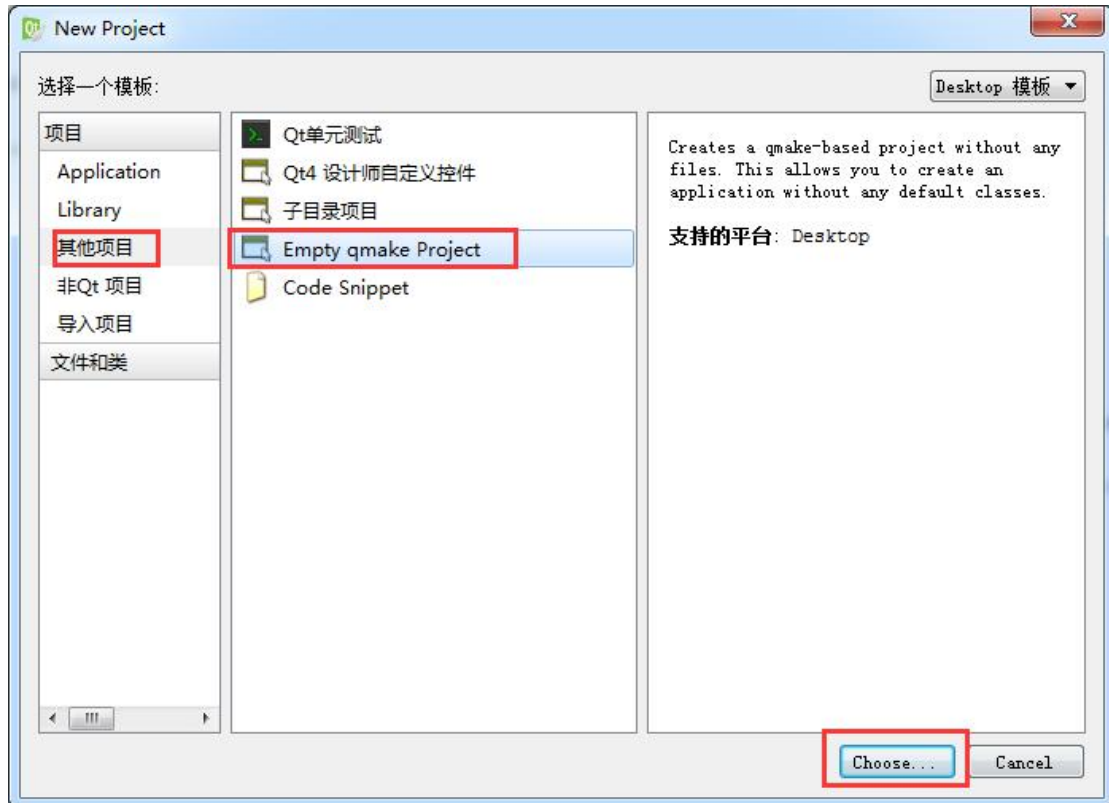 New Project
选择一个模板:
Desktop 模板
项目
Application
Library
其他项目
非Qt 项目
导入项目
文件和类
Qt单元测试
Qt4 设计师自定义控件
子目录项目
Empty qmake Project
Code Snippet
Creates a qmake-based project without any
files. This allows you to create an
application without any default classes.
支持的平台: Desktop
Choose...
Cancel